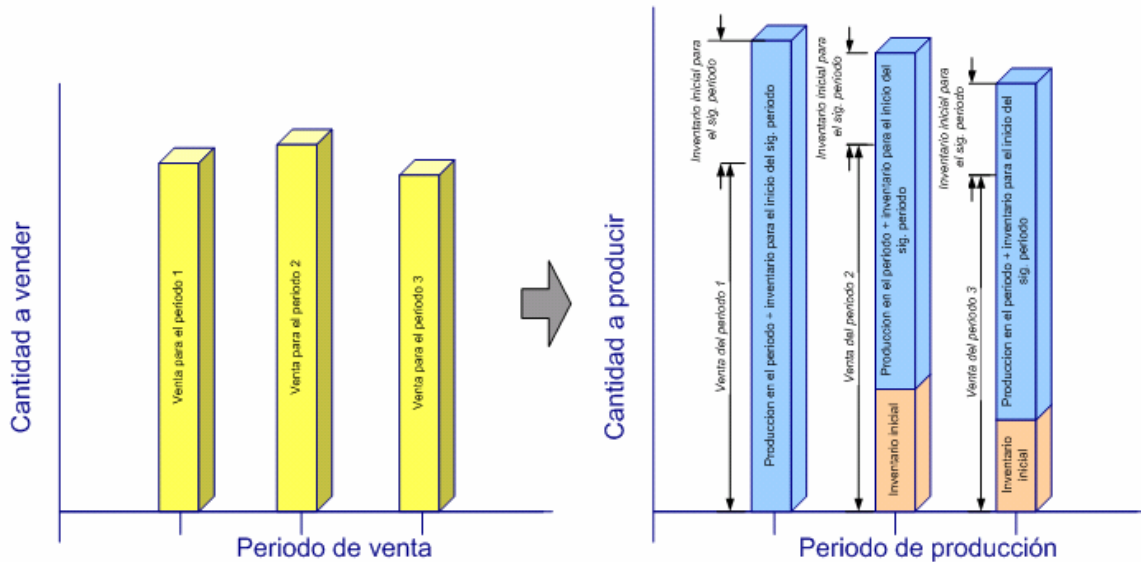 Cantidad a vender
Venta para el periodo 1
Venta para el periodo 2
Venta para el periodo 3
Periodo de venta
Cantidad a producir
Inventario inicial para
el sig. periodo
Venta del periodo 1
Produccion en el periodo + inventario para el inicio del sig. periodo
Inventario inicial para
el sig. periodo
Venta del periodo 2
Produccion en el periodo + inventario para el inicio del
sig. periodo
Inventario inicial
Inventario inicial para
el sig. periodo
Venta del periodo 3
Produccion en el periodo + inventario para el inicio del
sig. periodo
Inventario
inicial
Periodo de producción